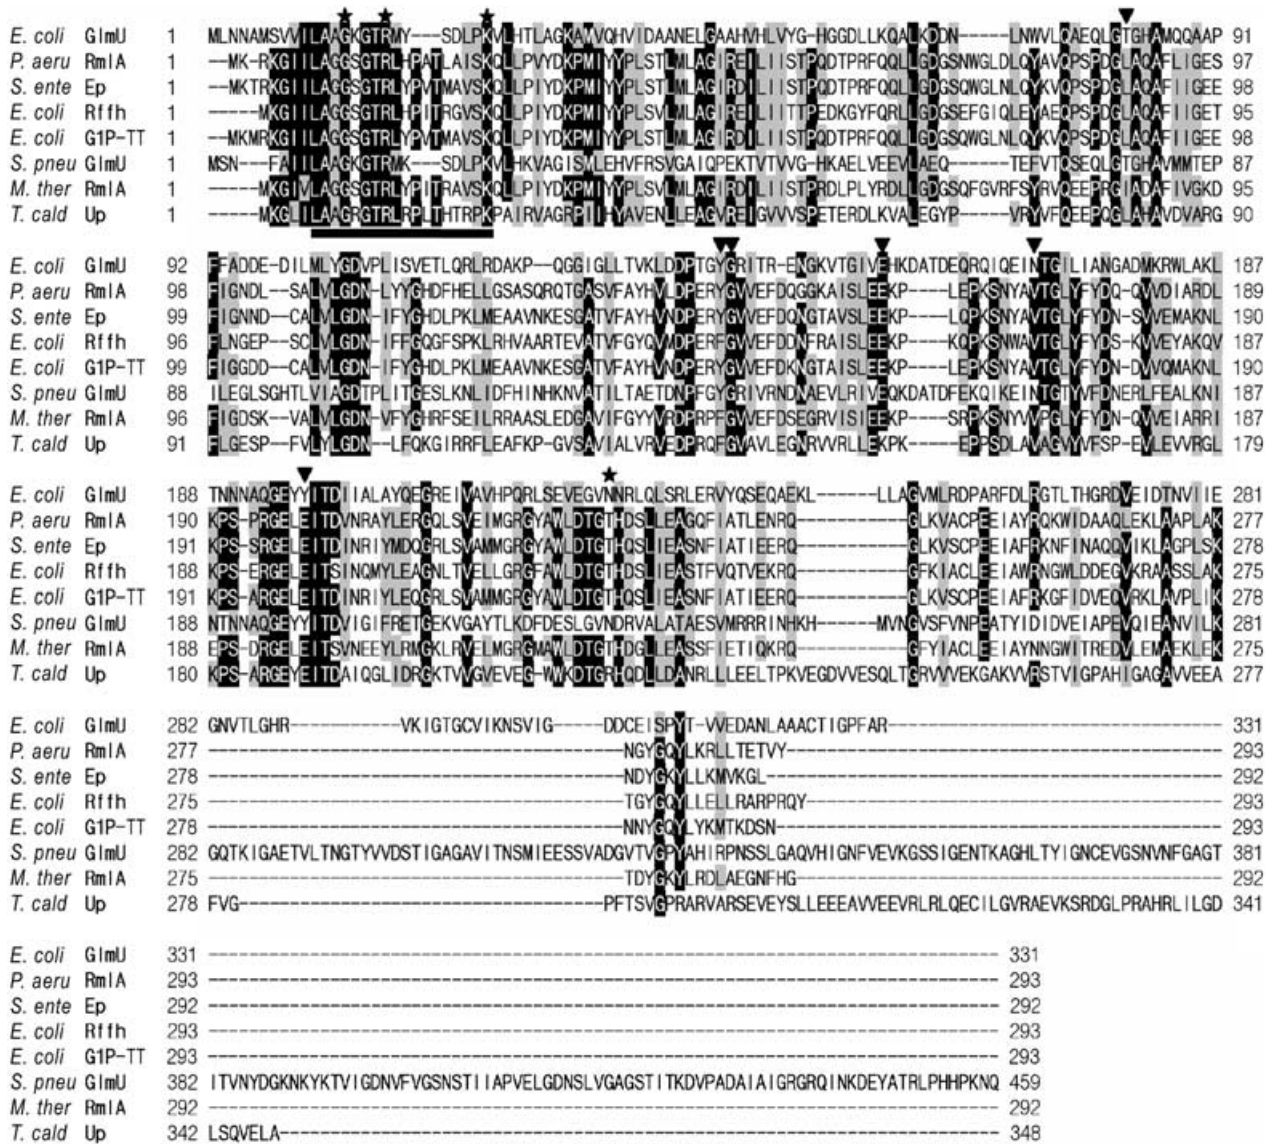 E. coli GlmU 1 MLNNAMSVVILAAGKGTRMY---SDLPKVLHTLAGKAMVQHVIDAANELGAAHVHLVYG-HGGDLLKQALKDDN------LNWVLQAEQLGTGHAMQQAAP 91
P. aeru RmlA 1 ---MK-RKGIILAGGSGTRLHPATLAISKQLLPVYDKPMIYYPLSTLMLAGIREILIISTPQDTPRFQQLLGDGSNWGLDLQYAVQPSPDGLAQAFLIGES 97
S. ente Ep 1 ---MKTRKGIILAGGSGTRLYPVTMAVSKQLLPIYDKPMIYYPLSTLMLAGIRDILIISTPQDTPRFQQLLGDGSQWGLNLQYKVQPSPDGLAQAFIIGEE 98
E. coli Rffh 1 -----MKGIILAGGSGTRLHPITRGVSKQLLPIYDKPMIYYPLSVLMLAGIREILIITTPEDKGYFQRLLGDGSEFGIQLEYAEQPSPDGLAQAFIIGET 95
E. coli G1P-TT 1 --MKMRKGIILAGGSGTRLYPVTMAVSKQLLPIYDKPMIYYPLSTLMLAGIRDILIISTPQDTPRFQQLLGDGSQWGLNLQYKVQPSPDGLAQAFIIGEE 98
S. pneu GlmU 1 MSN---FAIILAAGKGTRMK---SDLPKVLHKVAGISMLEHVFRSVGAIQPEKTVTVVG-HKAELVEEVLAEQ-------TEFVTQSEQLGTGHAVMMTEP 87
M. ther RmlA 1 -----MKGIVLAGGSGTRLYPITRAVSKQLLPIYDKPMIYYPLSVLMLAGIRDILIISTPRDLPLYRDLLGDGSQFGVRFSYRVQEEPRGIADAFIVGKD 95
T. cald Up 1 -----MKGLILAAGRGTRLRPLTHTRPKPAIRVAGRPIIHYAVENLLEAGVREIGVVVSPETERDLKVALEGYP-----VRYVFQEEPQGLAHAVDVARG 90
E. coli GlmU 92 FFADDE-DILMLYGDVPLISVETLQRLRDAKP--QGGIGLLTVKLDDPTGYGRITR-ENGKVTGIVEHKDATDEQRQIQEINTGILIANGADMKRWLAKL 187
P. aeru RmlA 98 FIGNDL-SALVLGDN-LYYGHDFHELLGSASQRQTGASVFAYHVLDPERYGVVEFDQGGKAISLEEKP----LEPKSNYAVTGLYFYDQ-QVVDIARDL 189
S. ente Ep 99 FIGNND-CALVLGDN-IFYGHDLPKLMEAAVNKESGATVFAYHVNDPERYGVVEFDQNGTAVSLEEKP----LQPKSNYAVTGLYFYDN-SVVEMAKNL 190
E. coli Rffh 96 FLNGEP-SCLVLGDN-IFFGQGFSPKLRHVAARTEVATVFGYQVMDPERFGVVEFDDNFRAISLEEKP----KQPKSNWAVTGLYFYDS-KVVEYAKQV 187
E. coli G1P-TT 99 FIGGDD-CALVLGDN-IFYGHDLPKLMEAAVNKESGATVFAYHVNDPERYGVVEFDKNGTAISLEEKP----LEPKSNYAVTGLYFYDN-DVVQMAKNL 190
S. pneu GlmU 88 ILEGLSGHTLVIAGDTPLITGESLKNLIDFHINHKNVATILTAETDNPFGYGRIVRNDNAEVLRIVEQKDATDFEKQIKEINTGTYVFDNERLFEALKNI 187
M. ther RmlA 96 FIGDSK-VALVLGDN-VFYGHRFSEILRRAASLEDGAVIFGYYVRDPRPFGVVEFDSEGRVISIEEKP----SRPKSNYVVPGLYFYDN-QVVEIARRI 187
T. cald Up 91 FLGESP-FVLYLGDN--LFQKGIRRFLEAFKP-GVSAVIALVRVEDPRQFGVAVLEGNRVVRLLEKPK-----EPPSDLAVAGVYVFSP-EVLEVVRGL 179
E. coli GlmU 188 TNNNAQGEYYITDIIALAYQEGREIVAVHPQRLSEVEGVNNRLQLSRLERVYQSEQAEKL-------LLAGVMLRDPARFDLRGTLTHGRDVEIDTNVIIE 281
P. aeru RmlA 190 KPS-PRGELEITDVNRAYLERGQLSVEIMGRGYAWLDTGTHDSLLEAGQFIATLENRQ-----------GLKVACPEEIAYRQKWIDAAQLEKLAAPLAK 277
S. ente Ep 191 KPS-SRGELEITDINRIYMDQGRLSVAMMGRGYAWLDTGTHQSLIEASNFIATIEERQ-----------GLKVSCPEEIAFRKNFINAQQVIKLAGPLSK 278
E. coli Rffh 188 KPS-ERGELEITSINQMYLEAGNLTVELLGRGFAWLDTGTHDSLIEASTFVQTVEKRQ-----------GFKIACLEEIAWRNGWLDDEGVKRAASSLAK 275
E. coli G1P-TT 191 KPS-ARGELEITDINRIYLEQGRLSVAMMGRGYAWLDTGTHQSLIEASNFIATIEERQ-----------GLKVSCPEEIAFRKGFIDVEQVRKLAVPLIK 278
S. pneu GlmU 188 NTNNAQGEYYITDVIGIFRETGEKVGAYTLKDFDESLGVNDRVALATAESVMRRRINHKH------MVNGVSFVNPEATYIDIDVEIAPEVQIEANVILK 281
M. ther RmlA 188 EPS-DRGELEITSVNEEYLRMGKLRVELMGRGMAWLDTGTHDGLLEASSFIETIQKRQ-----------GFYIACLEEIAYNNGWITREDVLEMAEKLEK 275
T. cald Up 180 KPS-ARGEYEITDAIQGLIDRGKTVVGVEVEG-WWKDTGRHQDLLDANRLLLEELTPKVEGDVVESQLTGRVVVEKGAKVVRSTVIGPAHIGAGAVVEEA 277
E. coli GlmU 282 GNVTLGHR--------------VKIGTGCVIKNSVIG------DDCEISPYT-VVEDANLAAACTIGPFAR----------------------------------------- 331
P. aeru RmlA 277 ---------------------------------------------------NGYGQYLKRLLTETVY----------------------------------------------------- 293
S. ente Ep 278 ---------------------------------------------------NDYGKYLLKMVKGL-------------------------------------------------------- 292
E. coli Rffh 275 ---------------------------------------------------TGYGQYLLELLRARPRQY--------------------------------------------------- 293
E. coli G1P-TT 278 ---------------------------------------------------NNYGQYLYKMTKDSN------------------------------------------------------- 293
S. pneu GlmU 282 GQTKIGAETVLTNGTYVVDSTIGAGAVITNSMIEESSVADGVTVGPYAHIRPNSSLGAQVHIGNFVEVKGSSIGENTKAGHLTYIGNCEVGSNVNFGAGT 381
M. ther RmlA 275 ---------------------------------------------------TDYGKYLRDLAEGNFHG---------------------------------------------------- 292
T. cald Up 278 FVG---------------------------------------------PFTSVGPRARVARSEVEYSLLEEEAVVEEVRLRLQECILGVRAEVKSRDGLPRAHRLILGD 341
E. coli GlmU 331 ------------------------------------------------------------------------------ 331
P. aeru RmlA 293 ------------------------------------------------------------------------------ 293
S. ente Ep 292 ------------------------------------------------------------------------------ 292
E. coli Rffh 293 ------------------------------------------------------------------------------ 293
E. coli G1P-TT 293 ------------------------------------------------------------------------------ 293
S. pneu GlmU 382 ITVNYDGKNKYKTVIGDNVFVGSNSTIIAPVELGDNSLVGAGSTITKDVPADAIAIGRGRQINKDEYATRLPHHPKNQ 459
M. ther RmlA 292 ------------------------------------------------------------------------------ 292
T. cald Up 342 LSQVELA----------------------------------------------------------------------- 348